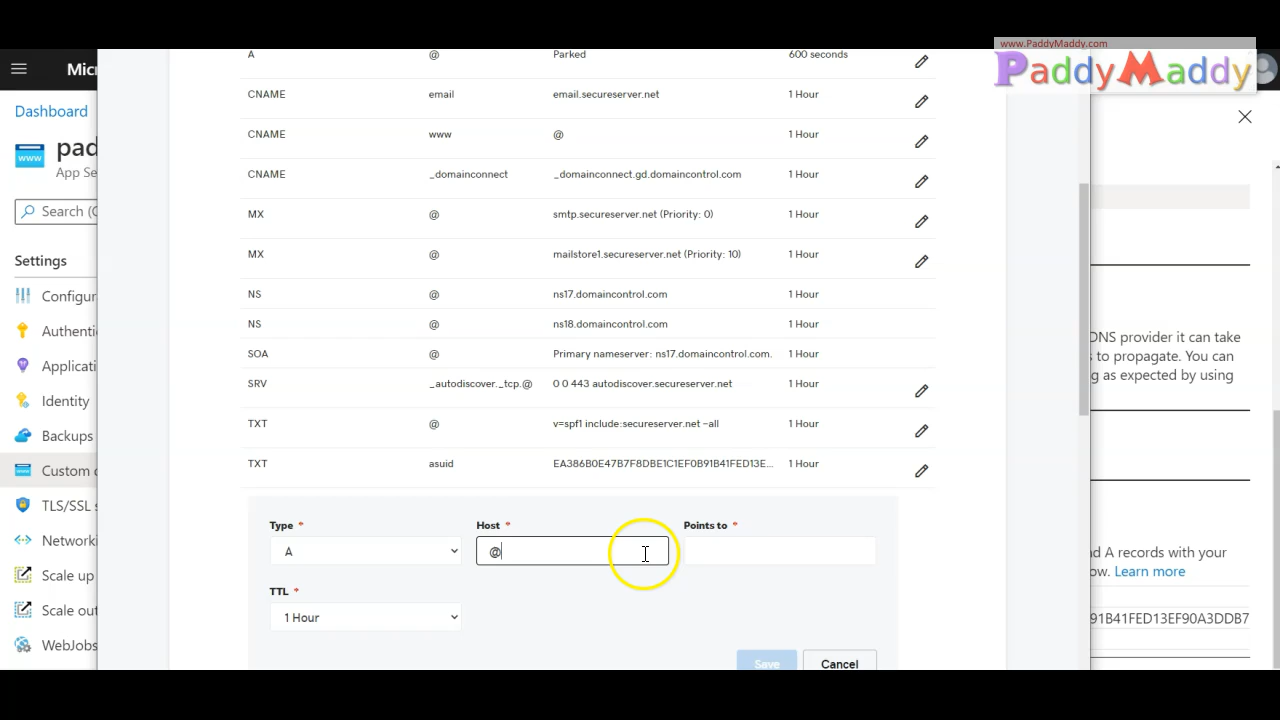 www.PaddyMaddy.com
PaddyMaddy
Mic
Dashboard
pad
App Se
Search (C
Settings
Configur
Authenti
Applicati
Identity
Backups
Custom d
TLS/SSL s
Network
Scale up
Scale out
WebJobs
A @ Parked 600 seconds
CNAME email email.secureserver.net 1 Hour
CNAME www @ 1 Hour
CNAME _domainconnect _domainconnect.gd.domaincontrol.com 1 Hour
MX @ smtp.secureserver.net (Priority: 0) 1 Hour
MX @ mailstore1.secureserver.net (Priority: 10) 1 Hour
NS @ ns17.domaincontrol.com 1 Hour
NS @ ns18.domaincontrol.com 1 Hour
SOA @ Primary nameserver: ns17.domaincontrol.com. 1 Hour
SRV _autodiscover._tcp.@ 0 0 443 autodiscover.secureserver.net 1 Hour
TXT @ v=spf1 include:secureserver.net -all 1 Hour
TXT asuid EA386B0E47B7F8DBE1C1EF0B91B41FED13E... 1 Hour
Type * Host * Points to *
A @
TTL *
1 Hour
Save Cancel
DNS provider it can take
s to propagate. You can
g as expected by using
d A records with your
ow. Learn more
91B41FED13EF90A3DDB7